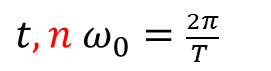 t,n ω₀ = 2π/T